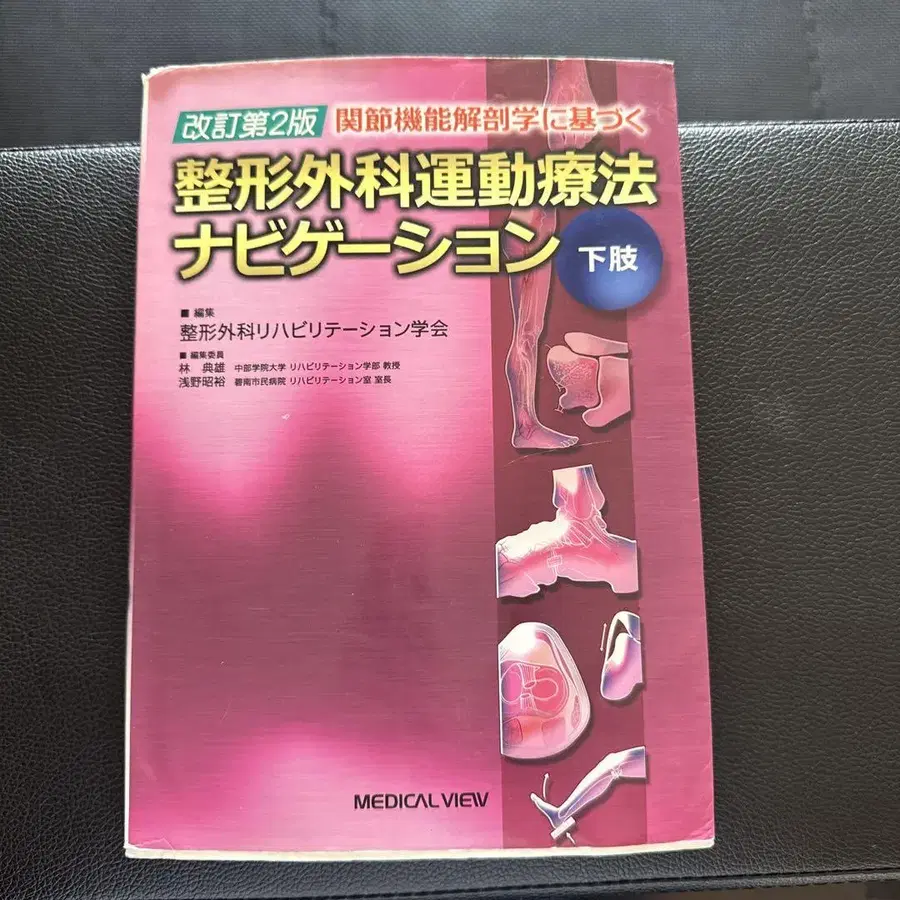 改訂第2版 関節機能解剖学に基づく
整形外科運動療法
ナビゲーション 下肢
■ 編集
整形外科リハビリテーション学会
■ 編集委員
林 典雄 中部学院大学 リハビリテーション学部 教授
浅野昭裕 碧南市民病院 リハビリテーション室 室長
MEDICAL VIEW